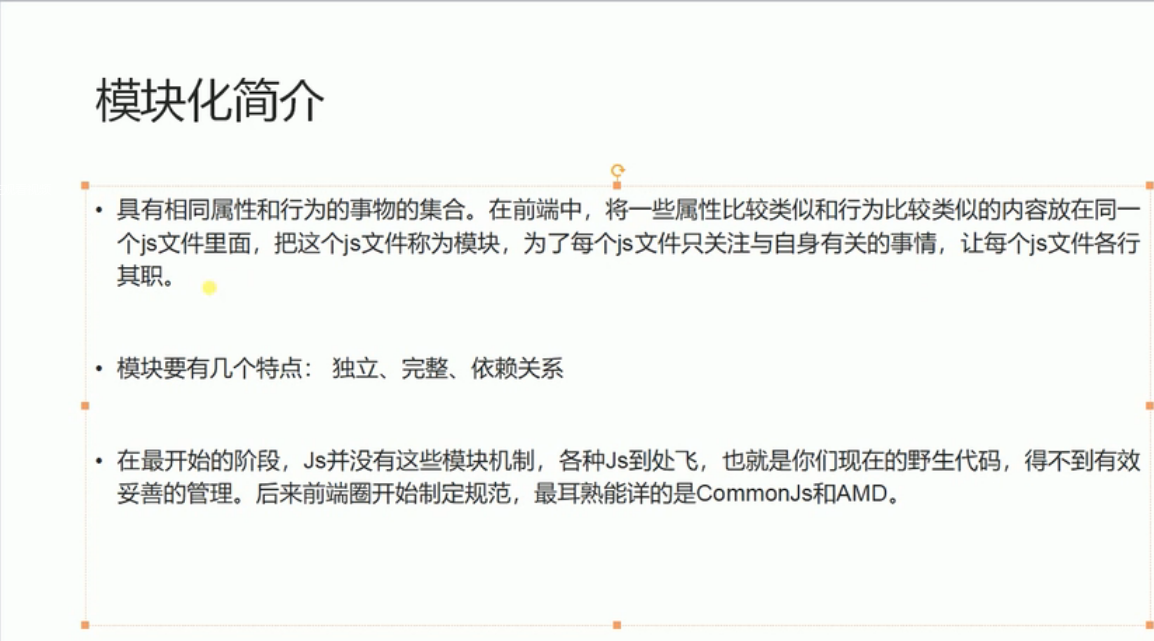 模块化简介
• 具有相同属性和行为的事物的集合。在前端中，将一些属性比较类似和行为比较类似的内容放在同一
个js文件里面，把这个js文件称为模块，为了每个js文件只关注与自身有关的事情，让每个js文件各行
其职。
• 模块要有几个特点： 独立、完整、依赖关系
• 在最开始的阶段，Js并没有这些模块机制，各种Js到处飞，也就是你们现在的野生代码，得不到有效
妥善的管理。后来前端圈开始制定规范，最耳熟能详的是CommonJs和AMD。